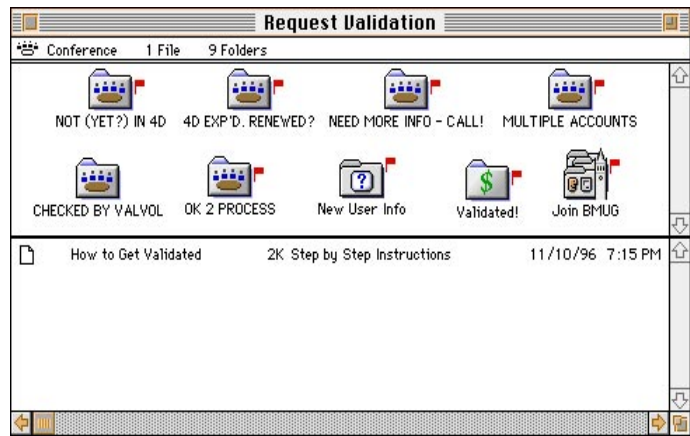 Request Validation
Conference 1 File 9 Folders
NOT (YET?) IN 4D 4D EXP'D. RENEWED? NEED MORE INFO - CALL! MULTIPLE ACCOUNTS
CHECKED BY VALVOL OK 2 PROCESS New User Info Validated! Join BMUG
How to Get Validated 2K Step by Step Instructions 11/10/96 7:15 PM